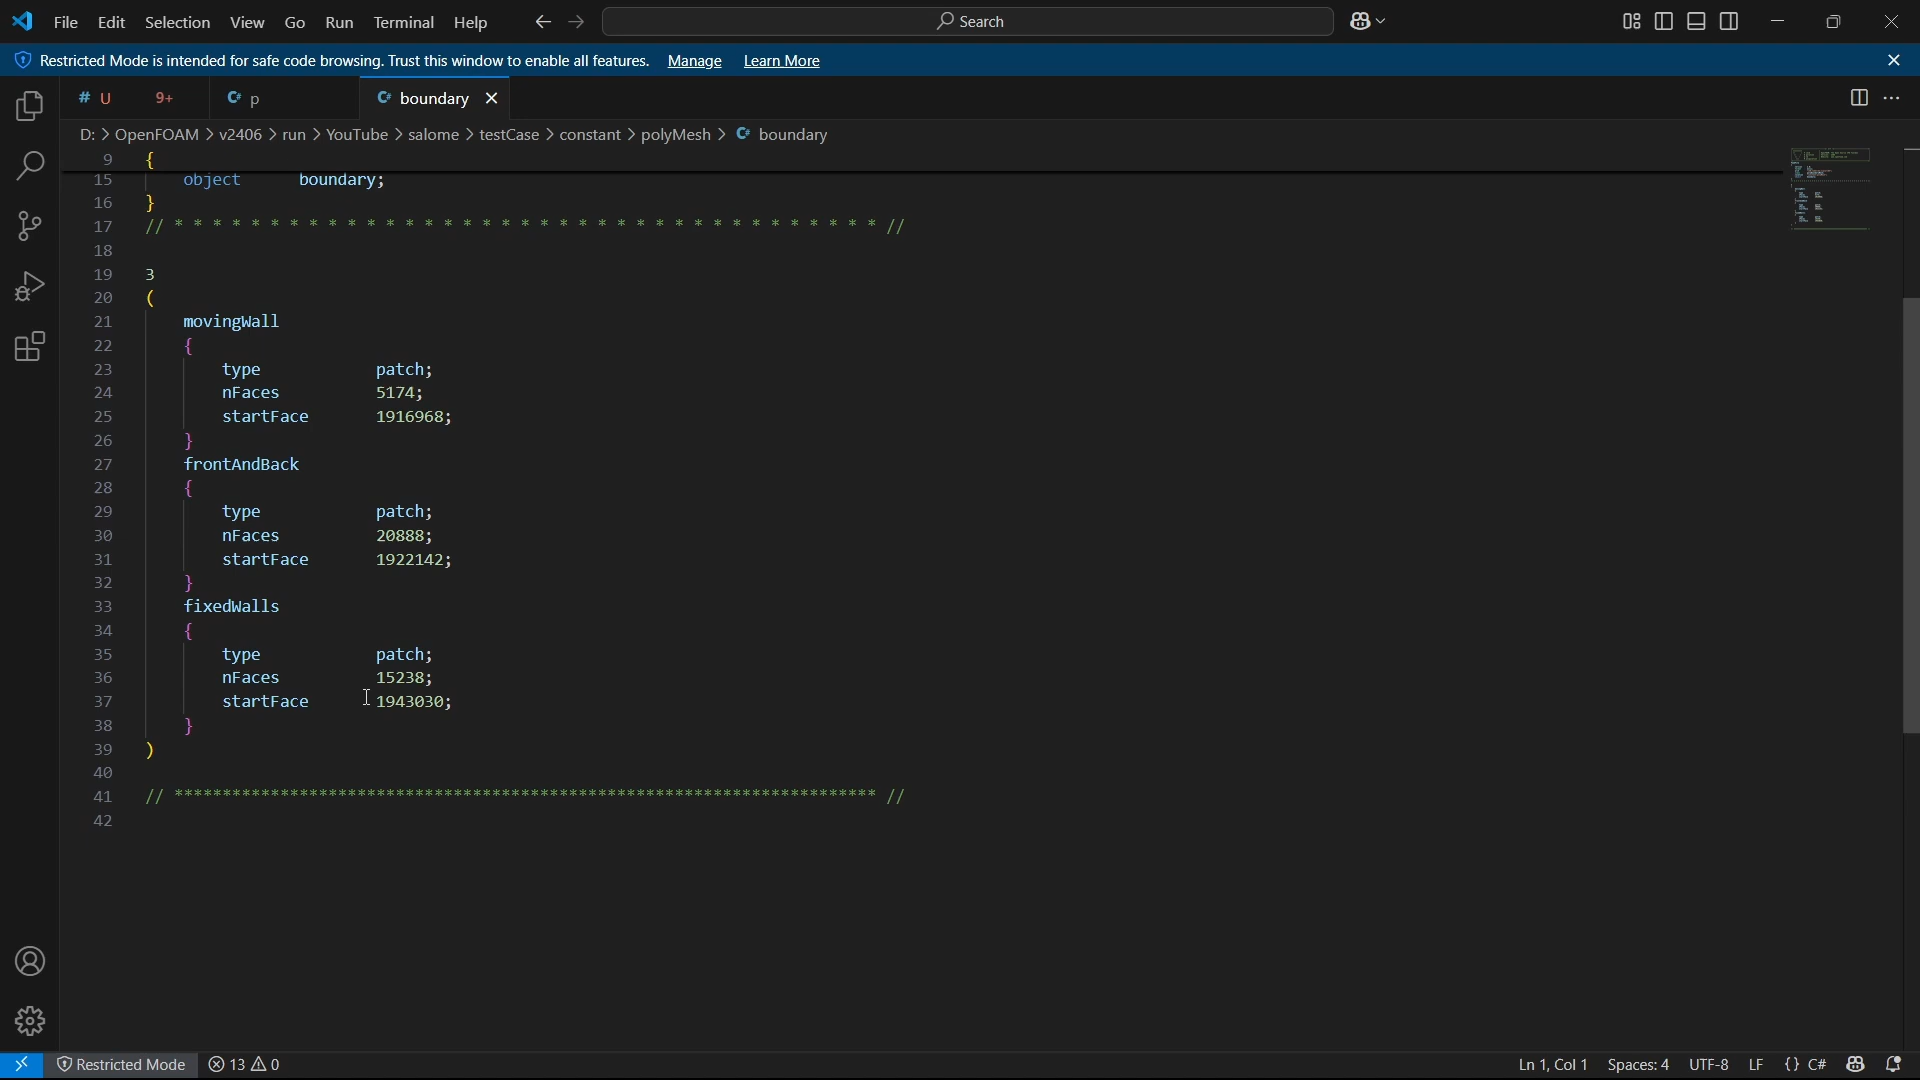 File Edit Selection View Go Run Terminal Help Search
Restricted Mode is intended for safe code browsing. Trust this window to enable all features. Manage Learn More
# U 9+ C# p C# boundary
D: > OpenFOAM > v2406 > run > YouTube > salome > testCase > constant > polyMesh > C# boundary
9 {
15 object boundary;
16 }
17 // * * * * * * * * * * * * * * * * * * * * * * * * * * * * * * * * * * * * * //
18
19 3
20 (
21 movingWall
22 {
23 type patch;
24 nFaces 5174;
25 startFace 1916968;
26 }
27 frontAndBack
28 {
29 type patch;
30 nFaces 20888;
31 startFace 1922142;
32 }
33 fixedWalls
34 {
35 type patch;
36 nFaces 15238;
37 startFace 1943030;
38 }
39 )
40
41 // ************************************************************************* //
42
Restricted Mode 13 0 Ln 1, Col 1 Spaces: 4 UTF-8 LF {} C#